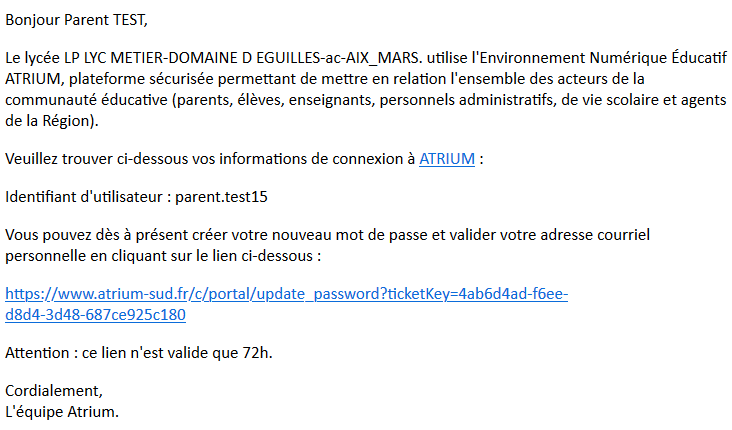 Bonjour Parent TEST,
Le lycée LP LYC METIER-DOMAINE D EGUILLES-ac-AIX_MARS. utilise l'Environnement Numérique Éducatif
ATRIUM, plateforme sécurisée permettant de mettre en relation l'ensemble des acteurs de la
communauté éducative (parents, élèves, enseignants, personnels administratifs, de vie scolaire et agents
de la Région).
Veuillez trouver ci-dessous vos informations de connexion à ATRIUM :
Identifiant d'utilisateur : parent.test15
Vous pouvez dès à présent créer votre nouveau mot de passe et valider votre adresse courriel
personnelle en cliquant sur le lien ci-dessous :
https://www.atrium-sud.fr/c/portal/update_password?ticketKey=4ab6d4ad-f6ee-
d8d4-3d48-687ce925c180
Attention : ce lien n'est valide que 72h.
Cordialement,
L'équipe Atrium.